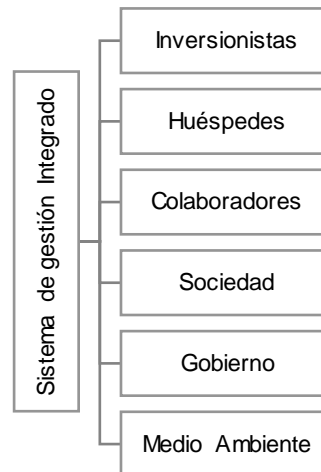 Sistema de gestión Integrado
Inversionistas
Huéspedes
Colaboradores
Sociedad
Gobierno
Medio Ambiente